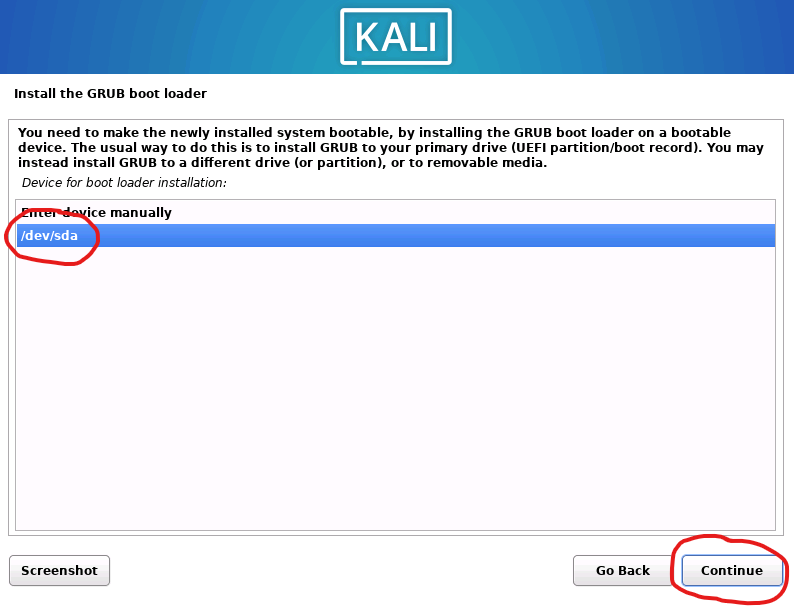 KALI
Install the GRUB boot loader
You need to make the newly installed system bootable, by installing the GRUB boot loader on a bootable
device. The usual way to do this is to install GRUB to your primary drive (UEFI partition/boot record). You may
instead install GRUB to a different drive (or partition), or to removable media.
Device for boot loader installation:
Enter device manually
/dev/sda
Screenshot
Go Back
Continue